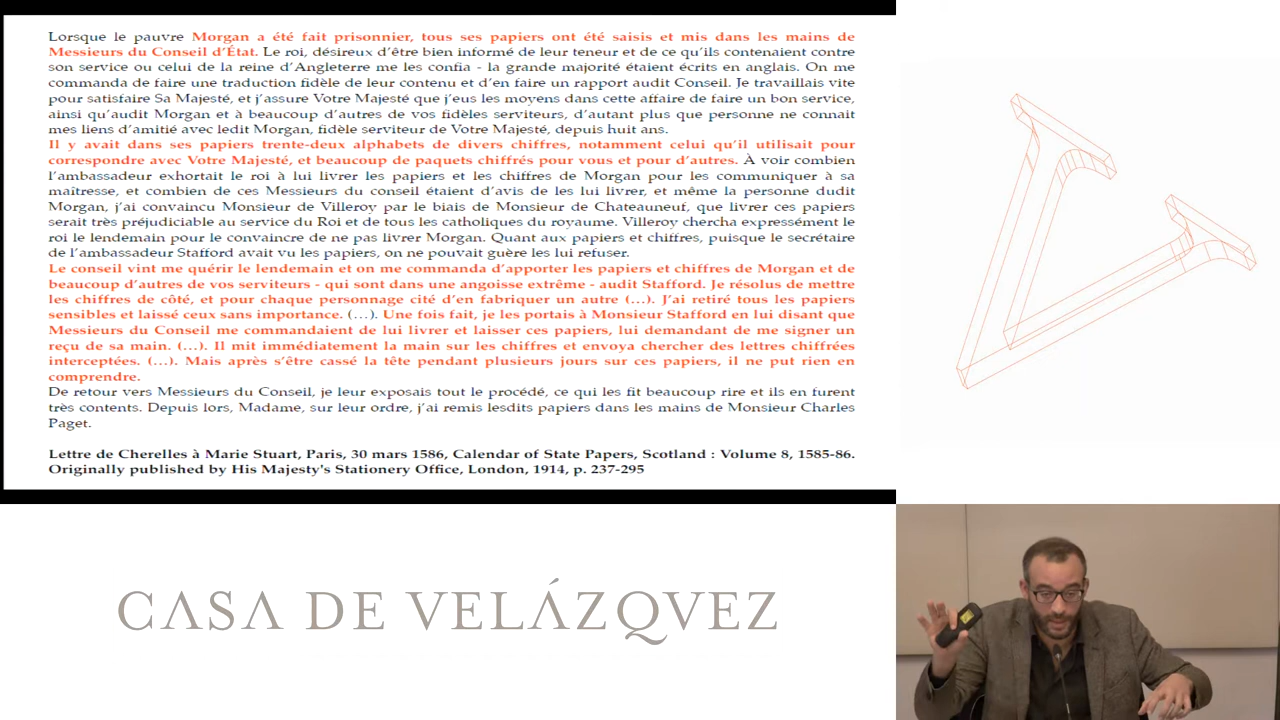 Lorsque le pauvre Morgan a été fait prisonnier, tous ses papiers ont été saisis et mis dans les mains de
Messieurs du Conseil d'État. Le roi, désireux d'être bien informé de leur teneur et de ce qu'ils contenaient contre
son service ou celui de la reine d'Angleterre me les confia - la grande majorité étaient écrits en anglais. On me
commanda de faire une traduction fidèle de leur contenu et d'en faire un rapport audit Conseil. Je travaillais vite
pour satisfaire Sa Majesté, et j'assure Votre Majesté que j'eus les moyens dans cette affaire de faire un bon service,
ainsi qu'audit Morgan et à beaucoup d'autres de vos fidèles serviteurs, d'autant plus que personne ne connait
mes liens d'amitié avec ledit Morgan, fidèle serviteur de Votre Majesté, depuis huit ans.
Il y avait dans ses papiers trente-deux alphabets de divers chiffres, notamment celui qu'il utilisait pour
correspondre avec Votre Majesté, et beaucoup de paquets chiffrés pour vous et pour d'autres. À voir combien
l'ambassadeur exhortait le roi à lui livrer les papiers et les chiffres de Morgan pour les communiquer à sa
maîtresse, et combien de ces Messieurs du conseil étaient d'avis de les lui livrer, et même la personne dudit
Morgan, j'ai convaincu Monsieur de Villeroy par le biais de Monsieur de Chateauneuf, que livrer ces papiers
serait très préjudiciable au service du Roi et de tous les catholiques du royaume. Villeroy chercha expressément le
roi le lendemain pour le convaincre de ne pas livrer Morgan. Quant aux papiers et chiffres, puisque le secrétaire
de l'ambassadeur Stafford avait vu les papiers, on ne pouvait guère les lui refuser.
Le conseil vint me quérir le lendemain et on me commanda d'apporter les papiers et chiffres de Morgan et de
beaucoup d'autres de vos serviteurs - qui sont dans une angoisse extrême - audit Stafford. Je résolus de mettre
les chiffres de côté, et pour chaque personnage cité d'en fabriquer un autre (…). J'ai retiré tous les papiers
sensibles et laissé ceux sans importance. (…). Une fois fait, je les portais à Monsieur Stafford en lui disant que
Messieurs du Conseil me commandaient de lui livrer et laisser ces papiers, lui demandant de me signer un
reçu de sa main. (…). Il mit immédiatement la main sur les chiffres et envoya chercher des lettres chiffrées
interceptées. (…). Mais après s'être cassé la tête pendant plusieurs jours sur ces papiers, il ne put rien en
comprendre.
De retour vers Messieurs du Conseil, je leur exposais tout le procédé, ce qui les fit beaucoup rire et ils en furent
très contents. Depuis lors, Madame, sur leur ordre, j'ai remis lesdits papiers dans les mains de Monsieur Charles
Paget.
Lettre de Cherelles à Marie Stuart, Paris, 30 mars 1586, Calendar of State Papers, Scotland : Volume 8, 1585-86.
Originally published by His Majesty's Stationery Office, London, 1914, p. 237-295
CASA DE VELÁZQVEZ